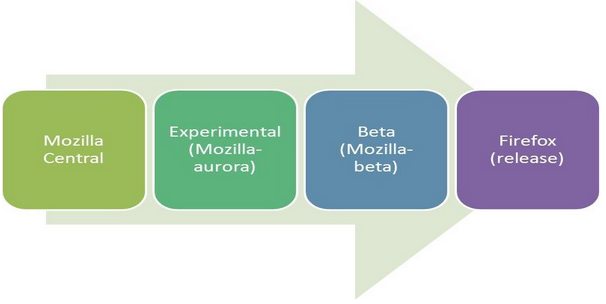 Mozilla
Central
Experimental
(Mozilla-
aurora)
Beta
(Mozilla-
beta)
Firefox
(release)